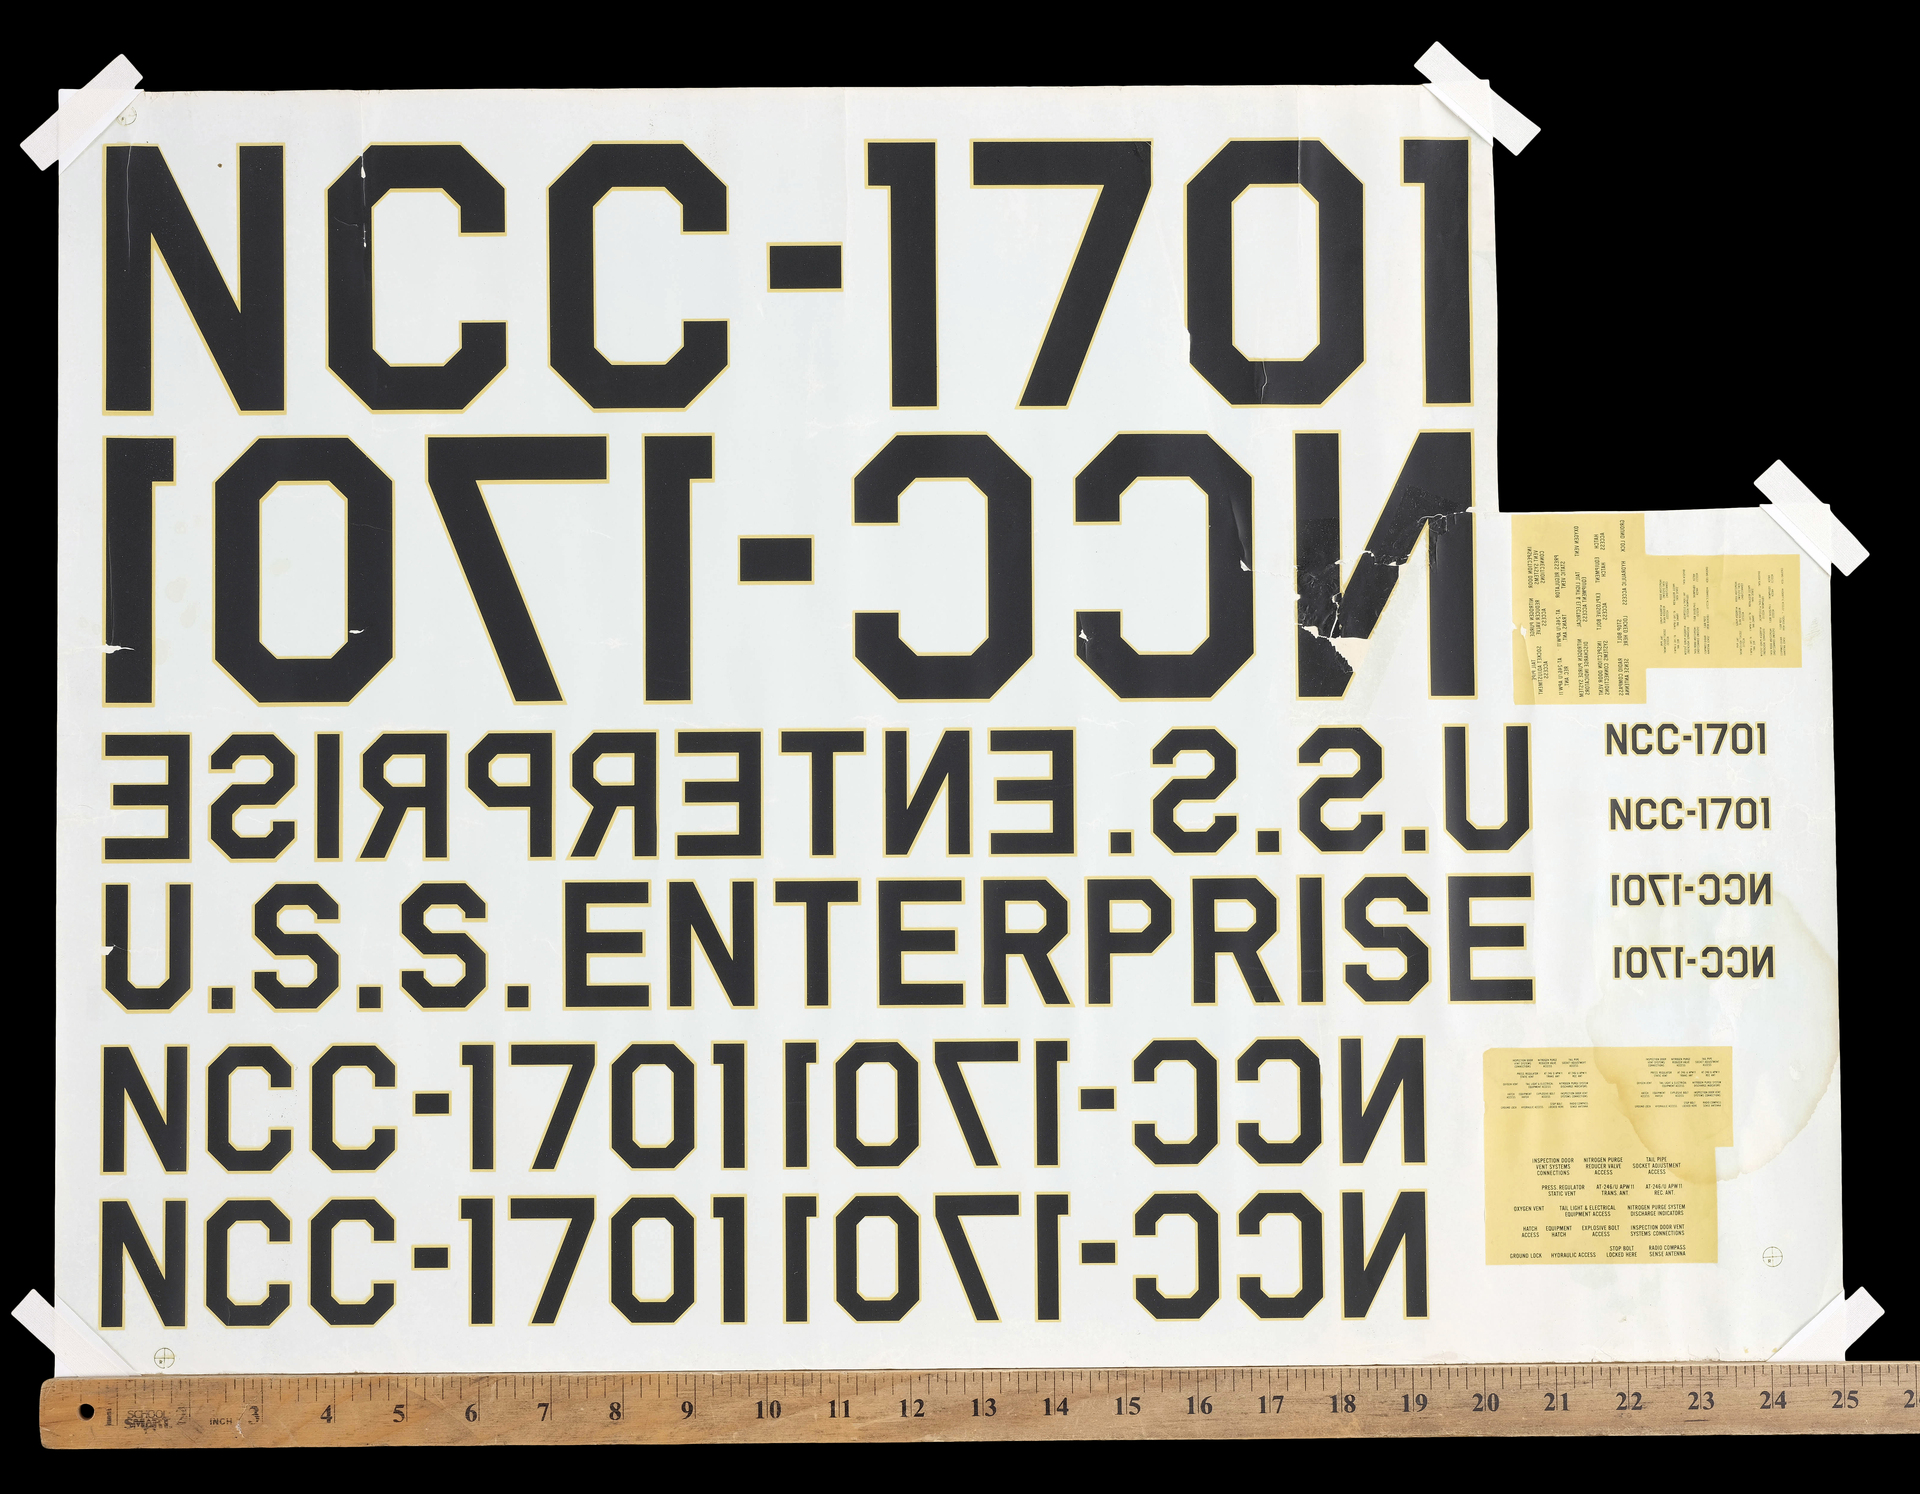 NCC-1701
NCC-1701
U.S.S. ENTERPRISE
U.S.S. ENTERPRISE
NCC-1701 NCC-1701
NCC-1701 NCC-1701
NCC-1701
NCC-1701
NCC-1701
NCC-1701
INSPECTION DOOR VENT SYSTEMS CONNECTIONS
NITROGEN PURGE REDUCER VALVE ACCESS
TAIL PIPE SOCKET ADJUSTMENT ACCESS
PRESS. REGULATOR STATIC VENT
AT-246/U APW11 TRANS. ANT.
AT-246/U APW11 REC. ANT.
OXYGEN VENT
TAIL LIGHT & ELECTRICAL EQUIPMENT ACCESS
NITROGEN PURGE SYSTEM DISCHARGE INDICATORS
HATCH ACCESS
EQUIPMENT HATCH
EXPLOSIVE BOLT ACCESS
INSPECTION DOOR VENT SYSTEMS CONNECTIONS
GROUND LOCK
HYDRAULIC ACCESS
STOP BOLT LOCKED HERE
RADIO COMPASS SENSE ANTENNA
SCHOOL SMART
INCH 3 4 5 6 7 8 9 10 11 12 13 14 15 16 17 18 19 20 21 22 23 24 25